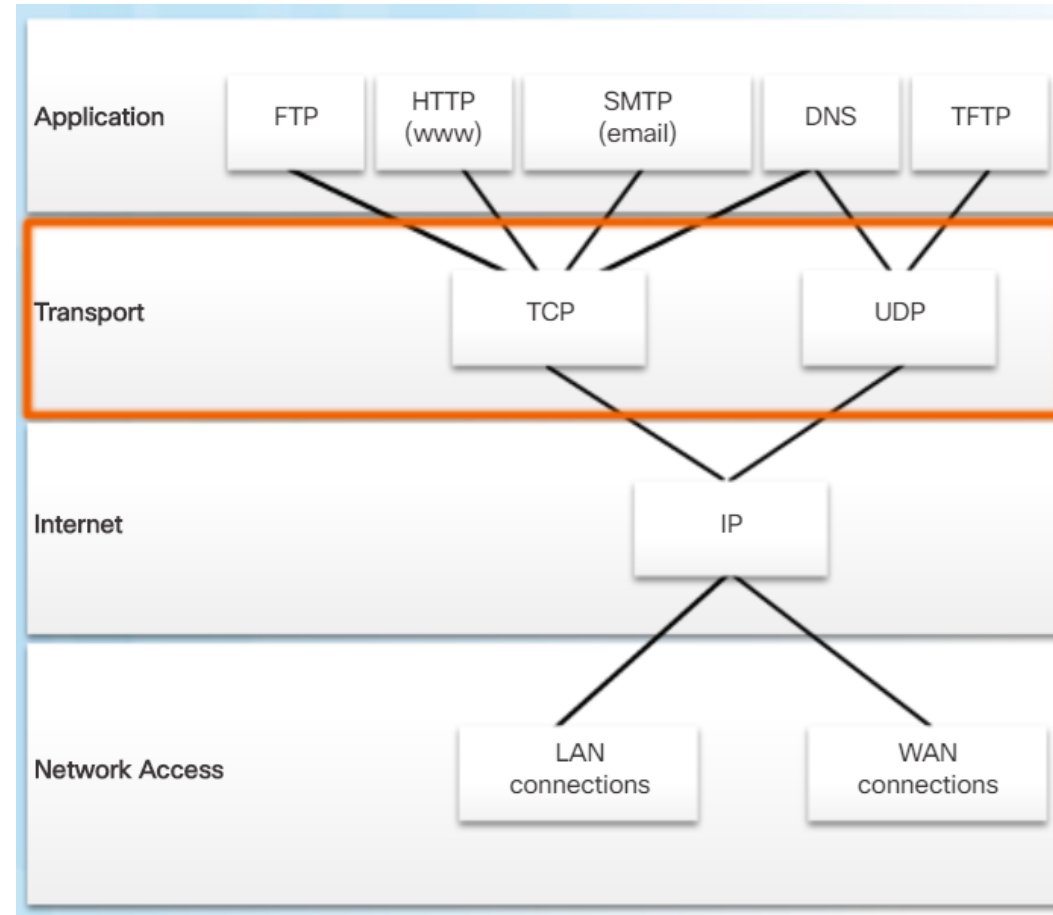 Application
FTP
HTTP
(www)
SMTP
(email)
DNS
TFTP
Transport
TCP
UDP
Internet
IP
Network Access
LAN
connections
WAN
connections